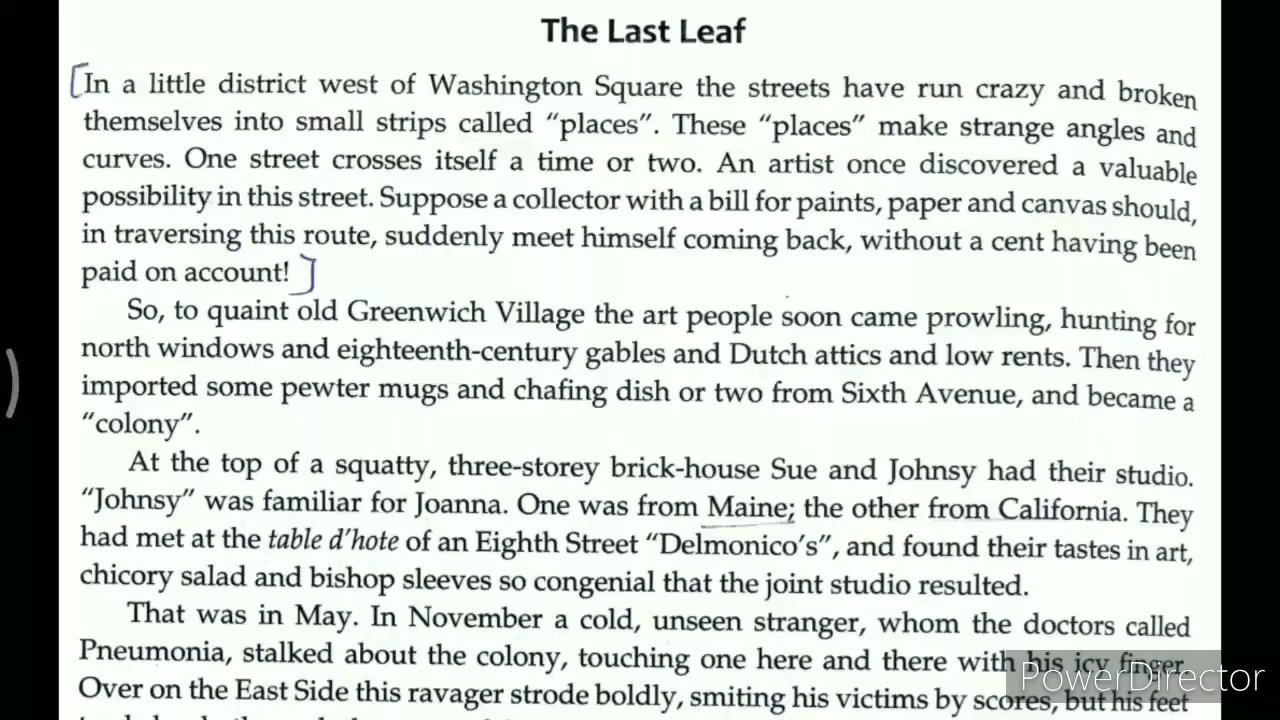 The Last Leaf
In a little district west of Washington Square the streets have run crazy and broken
themselves into small strips called “places”. These “places” make strange angles and
curves. One street crosses itself a time or two. An artist once discovered a valuable
possibility in this street. Suppose a collector with a bill for paints, paper and canvas should,
in traversing this route, suddenly meet himself coming back, without a cent having been
paid on account!
So, to quaint old Greenwich Village the art people soon came prowling, hunting for
north windows and eighteenth-century gables and Dutch attics and low rents. Then they
imported some pewter mugs and chafing dish or two from Sixth Avenue, and became a
“colony”.
At the top of a squatty, three-storey brick-house Sue and Johnsy had their studio.
“Johnsy” was familiar for Joanna. One was from Maine; the other from California. They
had met at the table d’hote of an Eighth Street “Delmonico’s”, and found their tastes in art,
chicory salad and bishop sleeves so congenial that the joint studio resulted.
That was in May. In November a cold, unseen stranger, whom the doctors called
Pneumonia, stalked about the colony, touching one here and there with his icy finger.
Over on the East Side this ravager strode boldly, smiting his victims by scores, but his feet
PowerDirector